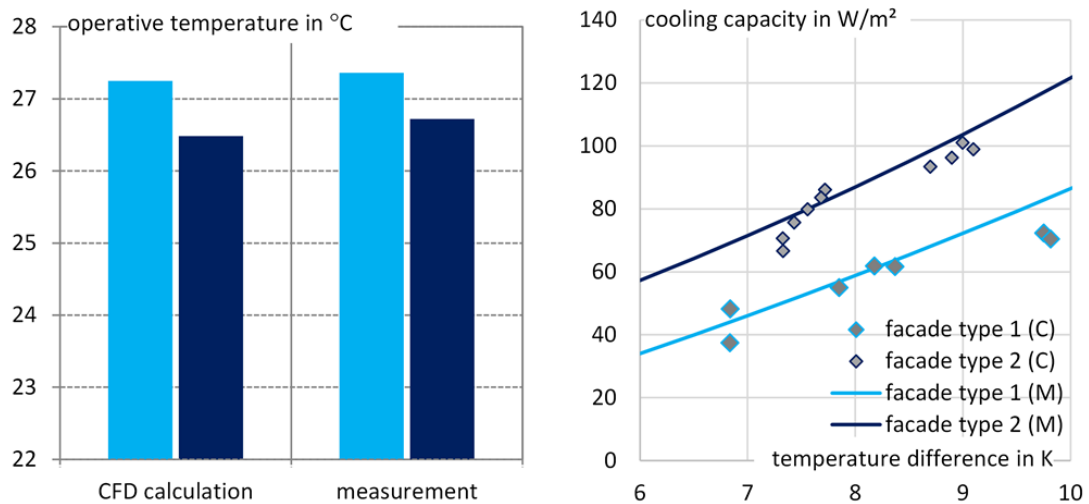 operative temperature in °C
28
27
26
25
24
23
22
CFD calculation measurement
cooling capacity in W/m²
140
120
100
80
60
40
20
0
facade type 1 (C)
facade type 2 (C)
facade type 1 (M)
facade type 2 (M)
temperature difference in K
6 7 8 9 10